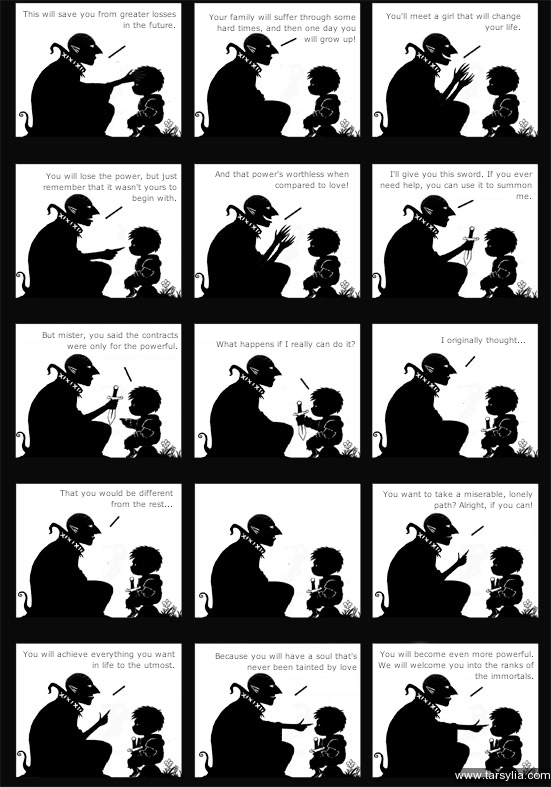 This will save you from greater losses
in the future.
Your family will suffer through some
hard times, and then one day you
will grow up!
You'll meet a girl that will change
your life.
You will lose the power, but just
remember that it wasn't yours to
begin with.
And that power's worthless when
compared to love!
I'll give you this sword. If you ever
need help, you can use it to summon
me.
But mister, you said the contracts
were only for the powerful.
What happens if I really can do it?
I originally thought...
That you would be different
from the rest...
You want to take a miserable, lonely
path? Alright, if you can!
You will achieve everything you want
in life to the utmost.
Because you will have a soul that's
never been tainted by love
You will become even more powerful.
We will welcome you into the ranks of
the immortals.
www.tarsylia.com